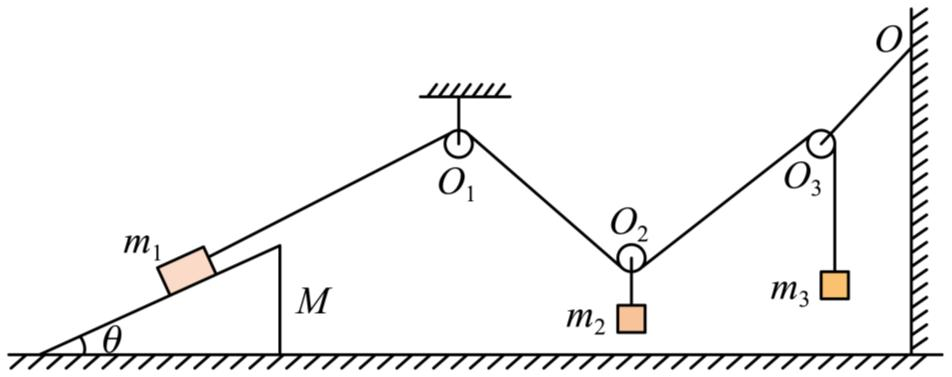 O
O₁
O₃
O₂
m₁
m₃
M
m₂
θ